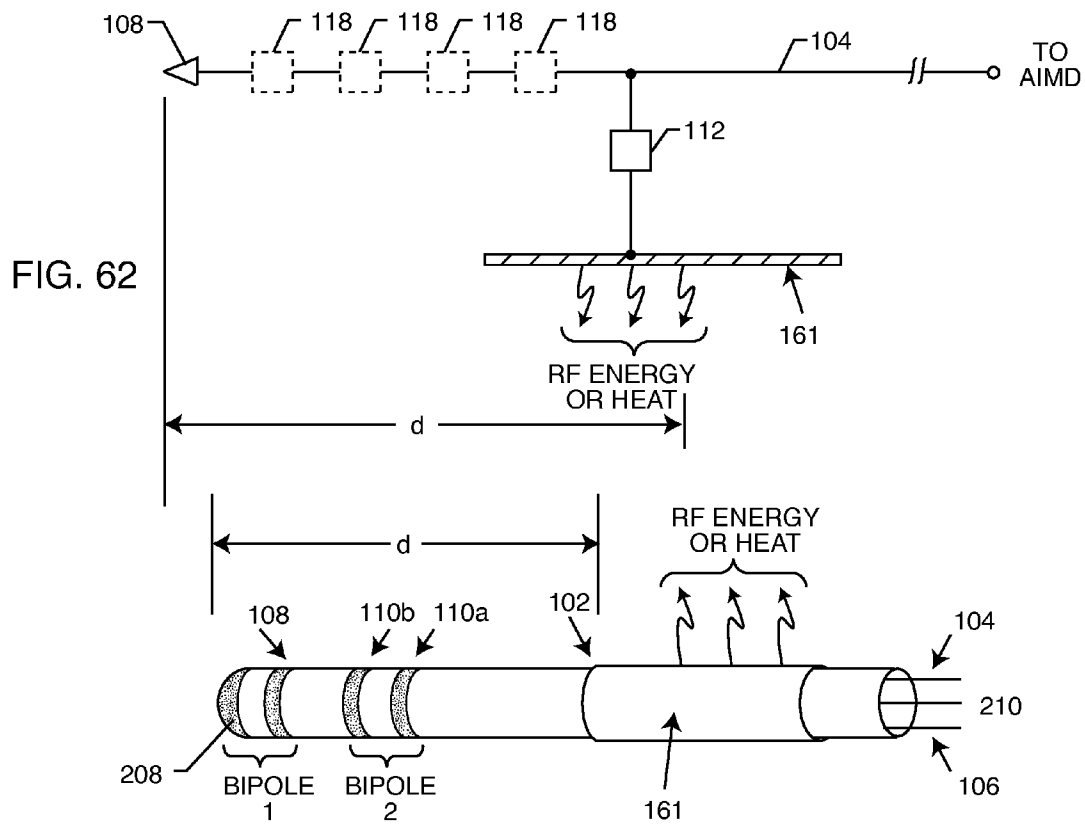 108
118
118
118
118
104
TO
AIMD
112
FIG. 62
161
RF ENERGY
OR HEAT
d
d
RF ENERGY
OR HEAT
108
110b
110a
102
104
210
106
208
BIPOLE
1
BIPOLE
2
161